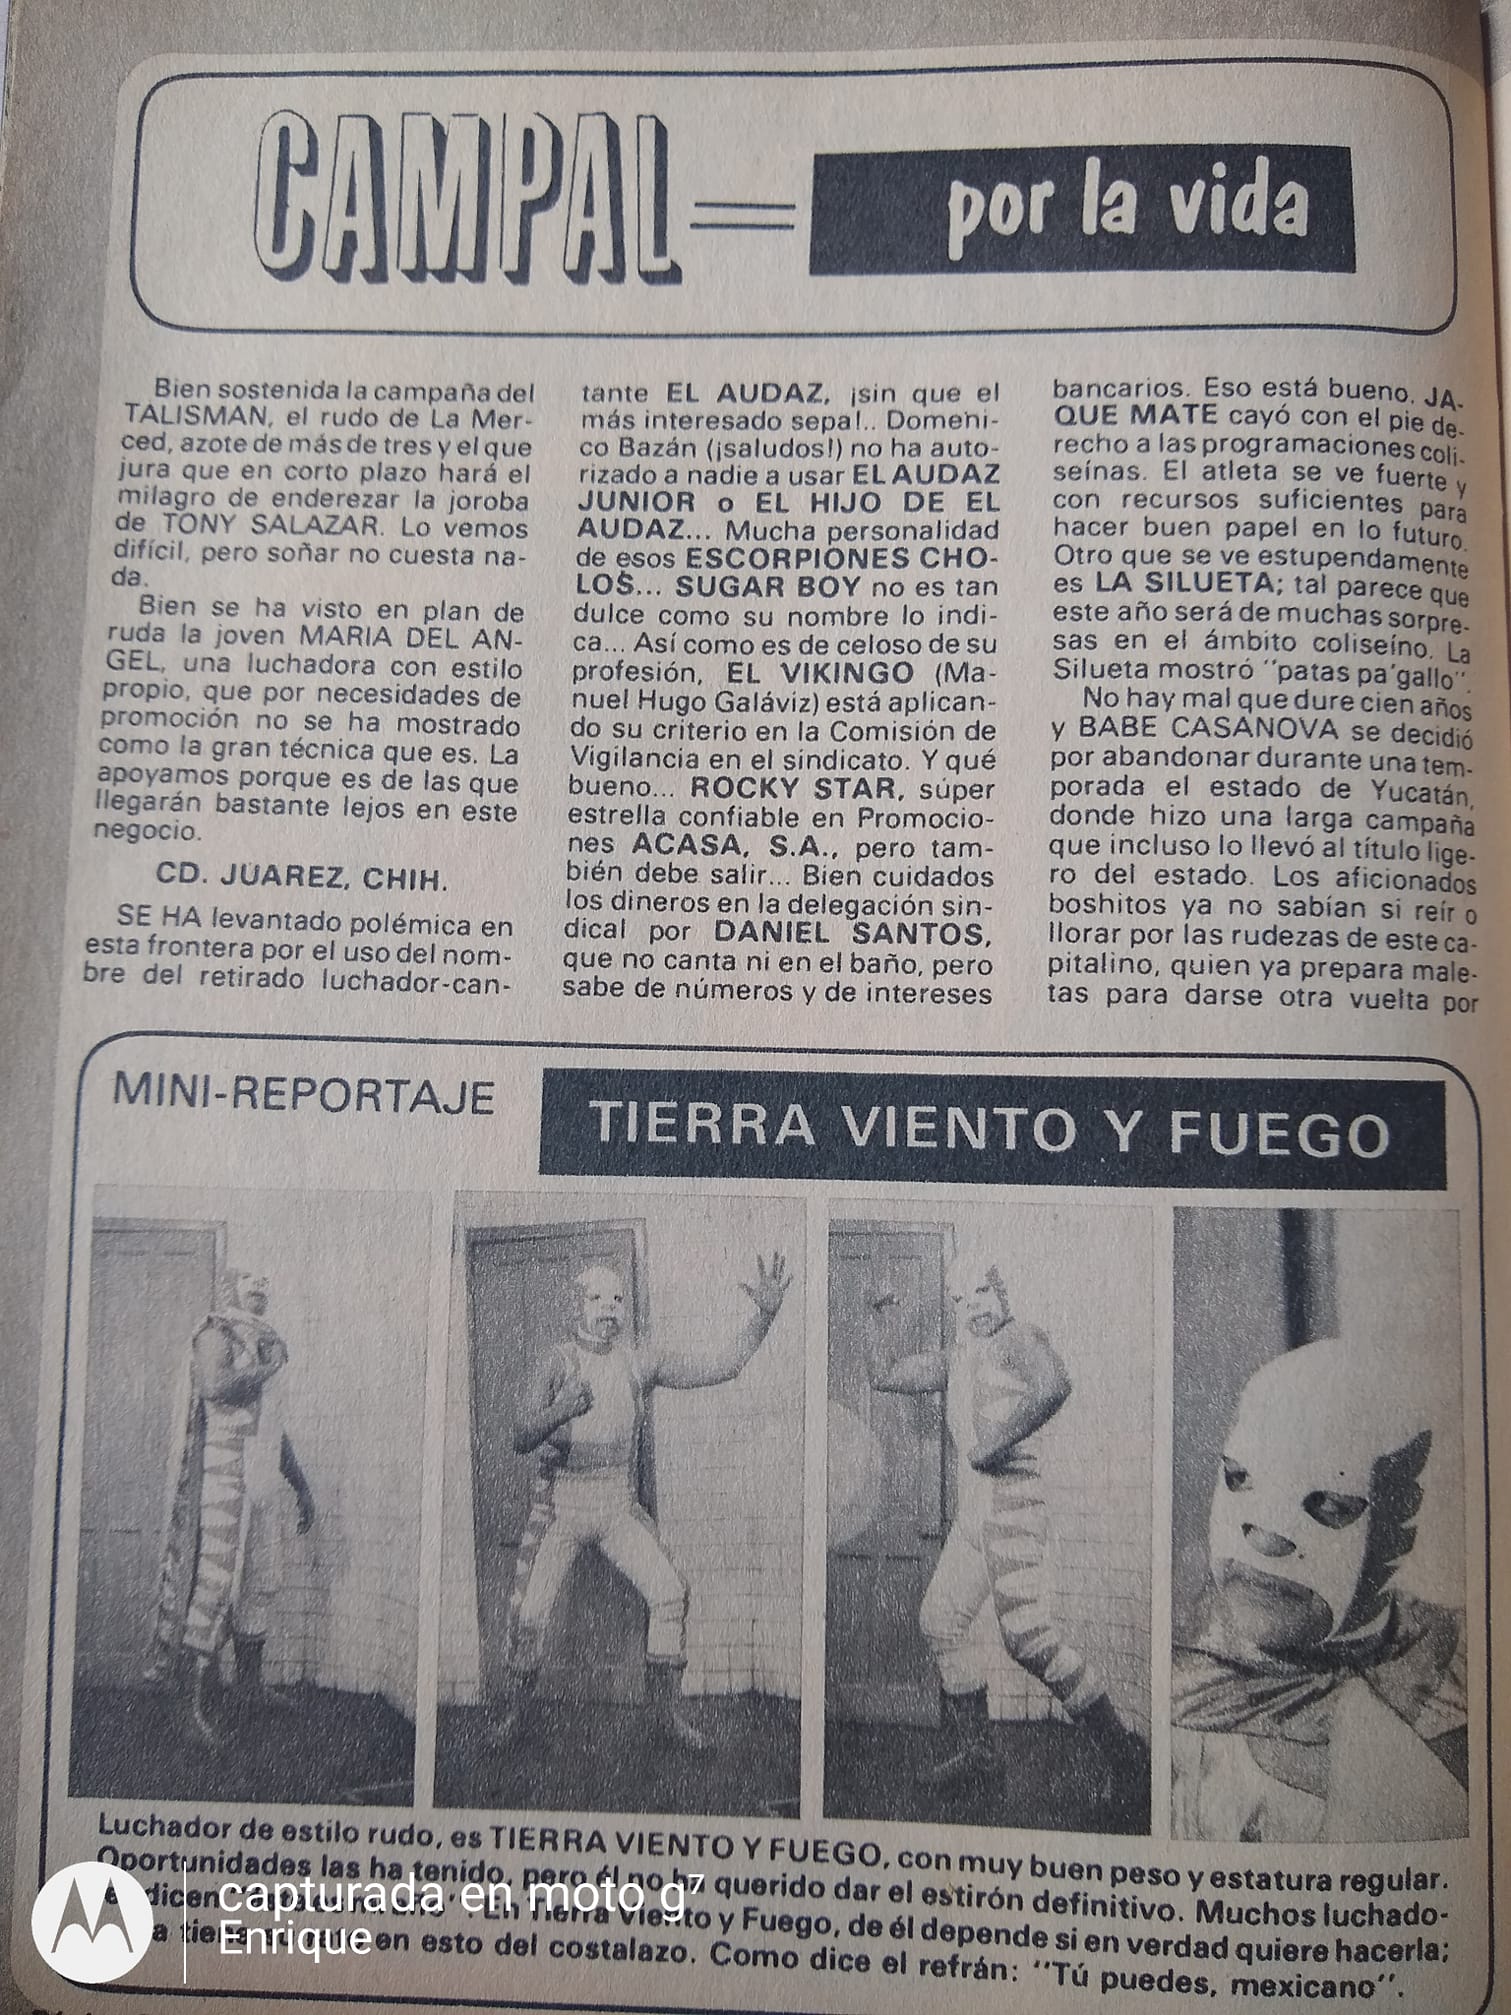 CAMPAL
por la vida
Bien sostenida la campaña del
TALISMAN, el rudo de La Mer-
ced, azote de más de tres y el que
jura que en corto plazo hará el
milagro de enderezar la joroba
de TONY SALAZAR. Lo vemos
difícil, pero soñar no cuesta na-
da.
Bien se ha visto en plan de
ruda la joven MARIA DEL AN-
GEL, una luchadora con estilo
propio, que por necesidades de
promoción no se ha mostrado
como la gran técnica que es. La
apoyamos porque es de las que
llegarán bastante lejos en este
negocio.
CD. JUAREZ, CHIH.
SE HA levantado polémica en
esta frontera por el uso del nom-
bre del retirado luchador-can-
tante EL AUDAZ, ¡sin que el
más interesado sepa!.. Domeni-
co Bazán (¡saludos!) no ha auto-
rizado a nadie a usar EL AUDAZ
JUNIOR o EL HIJO DE EL
AUDAZ... Mucha personalidad
de esos ESCORPIONES CHO-
LOS... SUGAR BOY no es tan
dulce como su nombre lo indi-
ca... Así como es de celoso de su
profesión, EL VIKINGO (Ma-
nuel Hugo Galáviz) está aplican-
do su criterio en la Comisión de
Vigilancia en el sindicato. Y qué
bueno... ROCKY STAR, súper
estrella confiable en Promocio-
nes ACASA, S.A., pero tam-
bién debe salir... Bien cuidados
los dineros en la delegación sin-
dical por DANIEL SANTOS,
que no canta ni en el baño, pero
sabe de números y de intereses
bancarios. Eso está bueno. JA-
QUE MATE cayó con el pie de-
recho a las programaciones coli-
seínas. El atleta se ve fuerte y
con recursos suficientes para
hacer buen papel en lo futuro.
Otro que se ve estupendamente
es LA SILUETA; tal parece que
este año será de muchas sorpre-
sas en el ámbito coliseíno. La
Silueta mostró "patas pa'gallo".
No hay mal que dure cien años
y BABE CASANOVA se decidió
por abandonar durante una tem-
porada el estado de Yucatán,
donde hizo una larga campaña
que incluso lo llevó al título lige-
ro del estado. Los aficionados
boshitos ya no sabían si reír o
llorar por las rudezas de este ca-
pitalino, quien ya prepara male-
tas para darse otra vuelta por
MINI-REPORTAJE
TIERRA VIENTO Y FUEGO
Luchador de estilo rudo, es TIERRA VIENTO Y FUEGO, con muy buen peso y estatura regular.
Oportunidades las ha tenido, pero él no ha querido dar el estirón definitivo. Muchos luchado-
dicen En Tierra Viento y Fuego, de él depende si en verdad quiere hacerla;
en esto del costalazo. Como dice el refrán: "Tú puedes, mexicano".
capturada en moto g⁷
Enrique